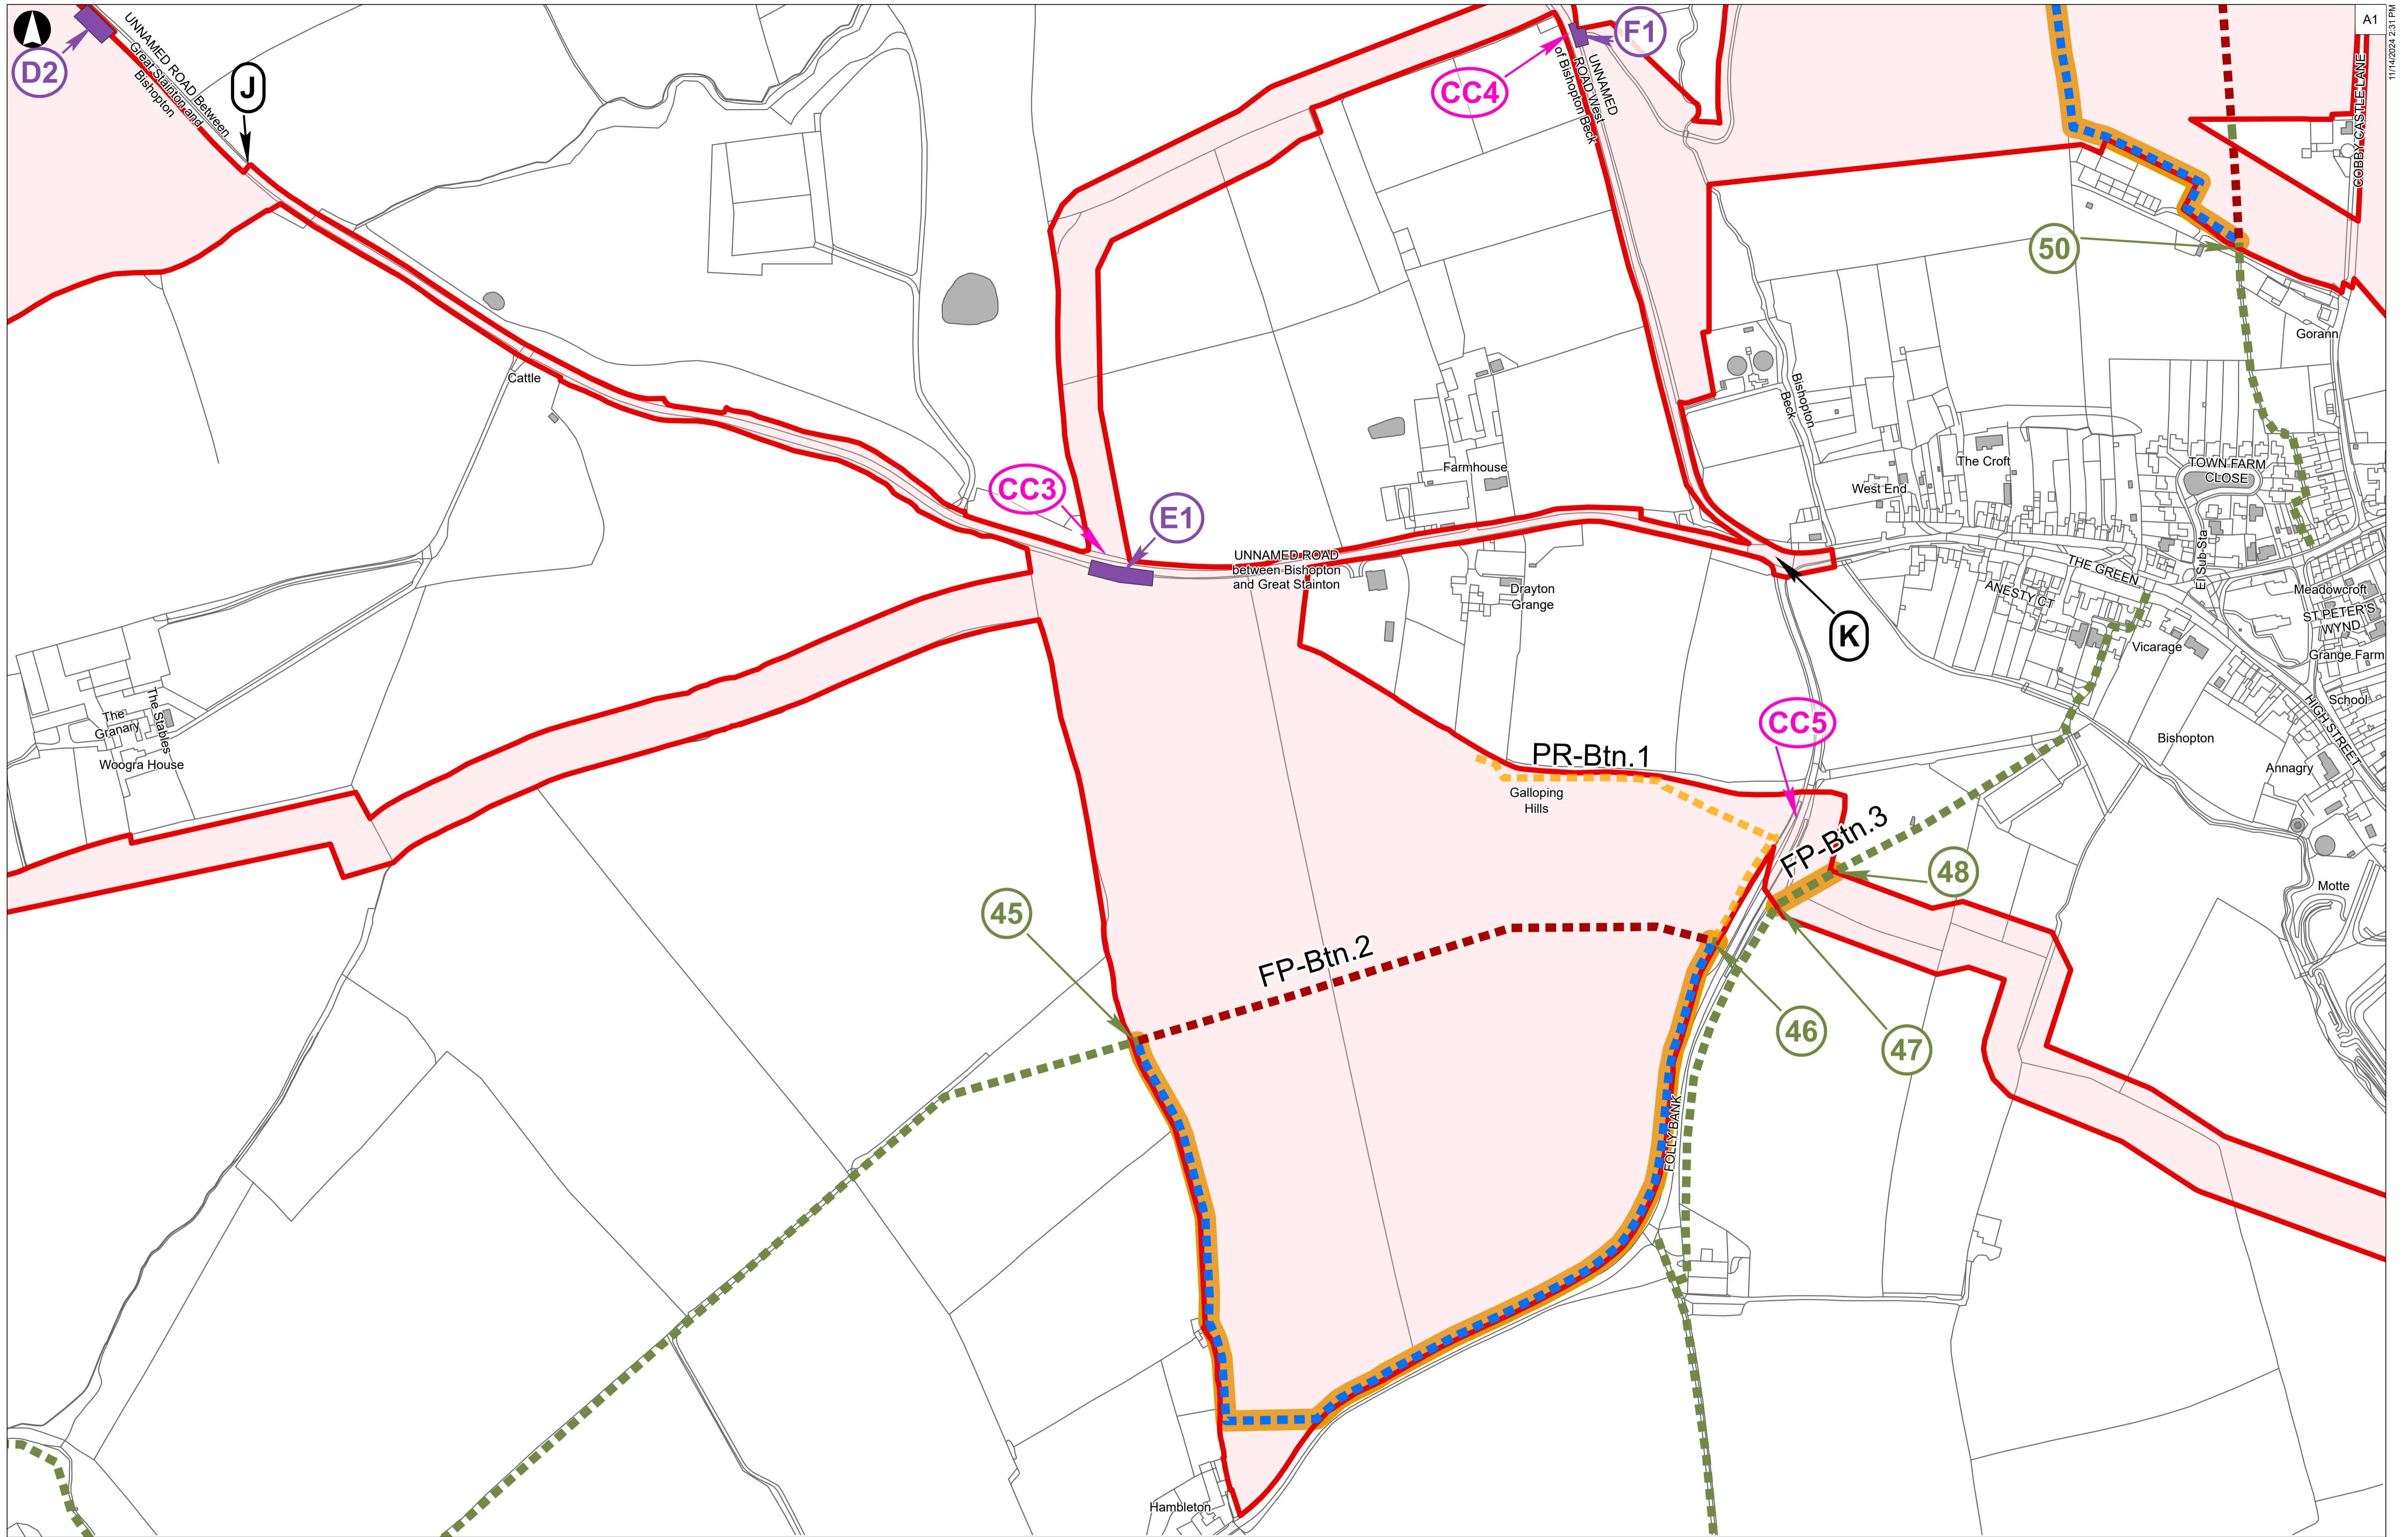 A1
11/14/2024 2:31 PM
D2
UNNAMED ROAD Between
Great Stainton and
Bishopton
J
F1
CC4
UNNAMED
ROAD West
of Bishopton Beck
COBBY CASTLE LANE
50
Gorann
Cattle
Bishopton
Beck
Farmhouse
The Croft
West End
TOWN FARM
CLOSE
CC3
E1
UNNAMED ROAD
between Bishopton
and Great Stainton
El Sub Sta
THE GREEN
ANESTY CT
Drayton
Grange
Meadowcroft
ST PETER'S
WYND
K
Vicarage
Grange Farm
School
HIGH STREET
The
Granary
The Stables
Woogra House
CC5
PR-Btn.1
Bishopton
Annagry
Galloping
Hills
FP-Btn.3
48
Motte
45
FP-Btn.2
46
47
FOLLY BANK
Hambleton